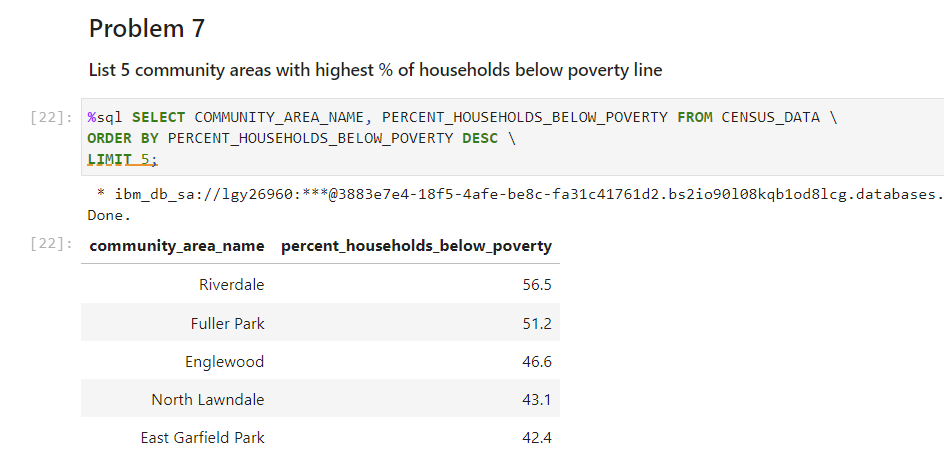 Problem 7
List 5 community areas with highest % of households below poverty line
[22]: %sql SELECT COMMUNITY_AREA_NAME, PERCENT_HOUSEHOLDS_BELOW_POVERTY FROM CENSUS_DATA \
ORDER BY PERCENT_HOUSEHOLDS_BELOW_POVERTY DESC \
LIMIT 5;
* ibm_db_sa://lgy26960:***@3883e7e4-18f5-4afe-be8c-fa31c41761d2.bs2io90l08kqb1od8lcg.databases.
Done.
[22]: community_area_name percent_households_below_poverty
Riverdale 56.5
Fuller Park 51.2
Englewood 46.6
North Lawndale 43.1
East Garfield Park 42.4